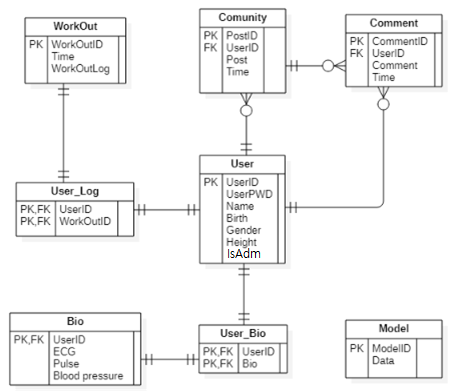 WorkOut
PK WorkOutID
Time
WorkOutLog
Comunity
PK PostID
FK UserID
Post
Time
Comment
PK CommentID
FK UserID
Comment
Time
User_Log
PK,FK UserID
PK,FK WorkOutID
User
PK UserID
UserPWD
Name
Birth
Gender
Height
IsAdm
Bio
PK,FK UserID
ECG
Pulse
Blood pressure
User_Bio
PK,FK UserID
PK,FK Bio
Model
PK ModelID
Data